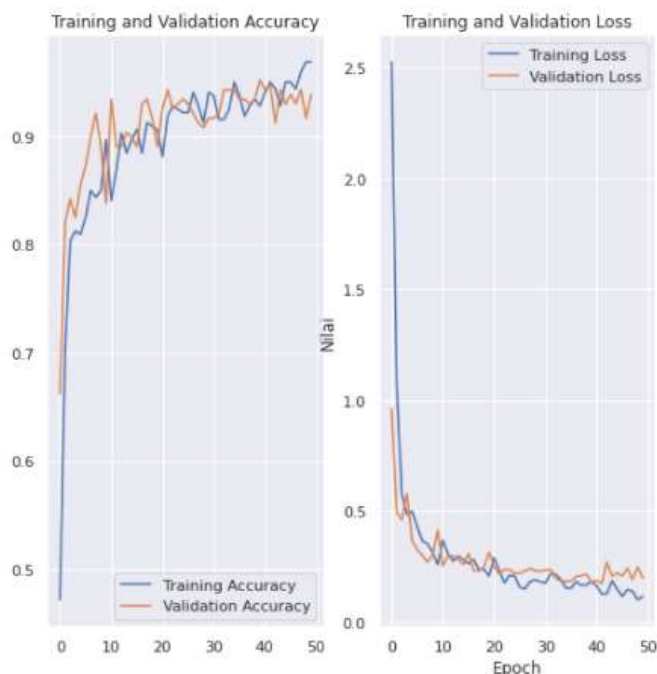 Training and Validation Accuracy
0.9
0.8
0.7
0.6
0.5
Training Accuracy
Validation Accuracy
0 10 20 30 40 50
Training and Validation Loss
Training Loss
Validation Loss
2.5
2.0
1.5
1.0
0.5
0.0
Nilai
0 10 20 30 40 50
Epoch